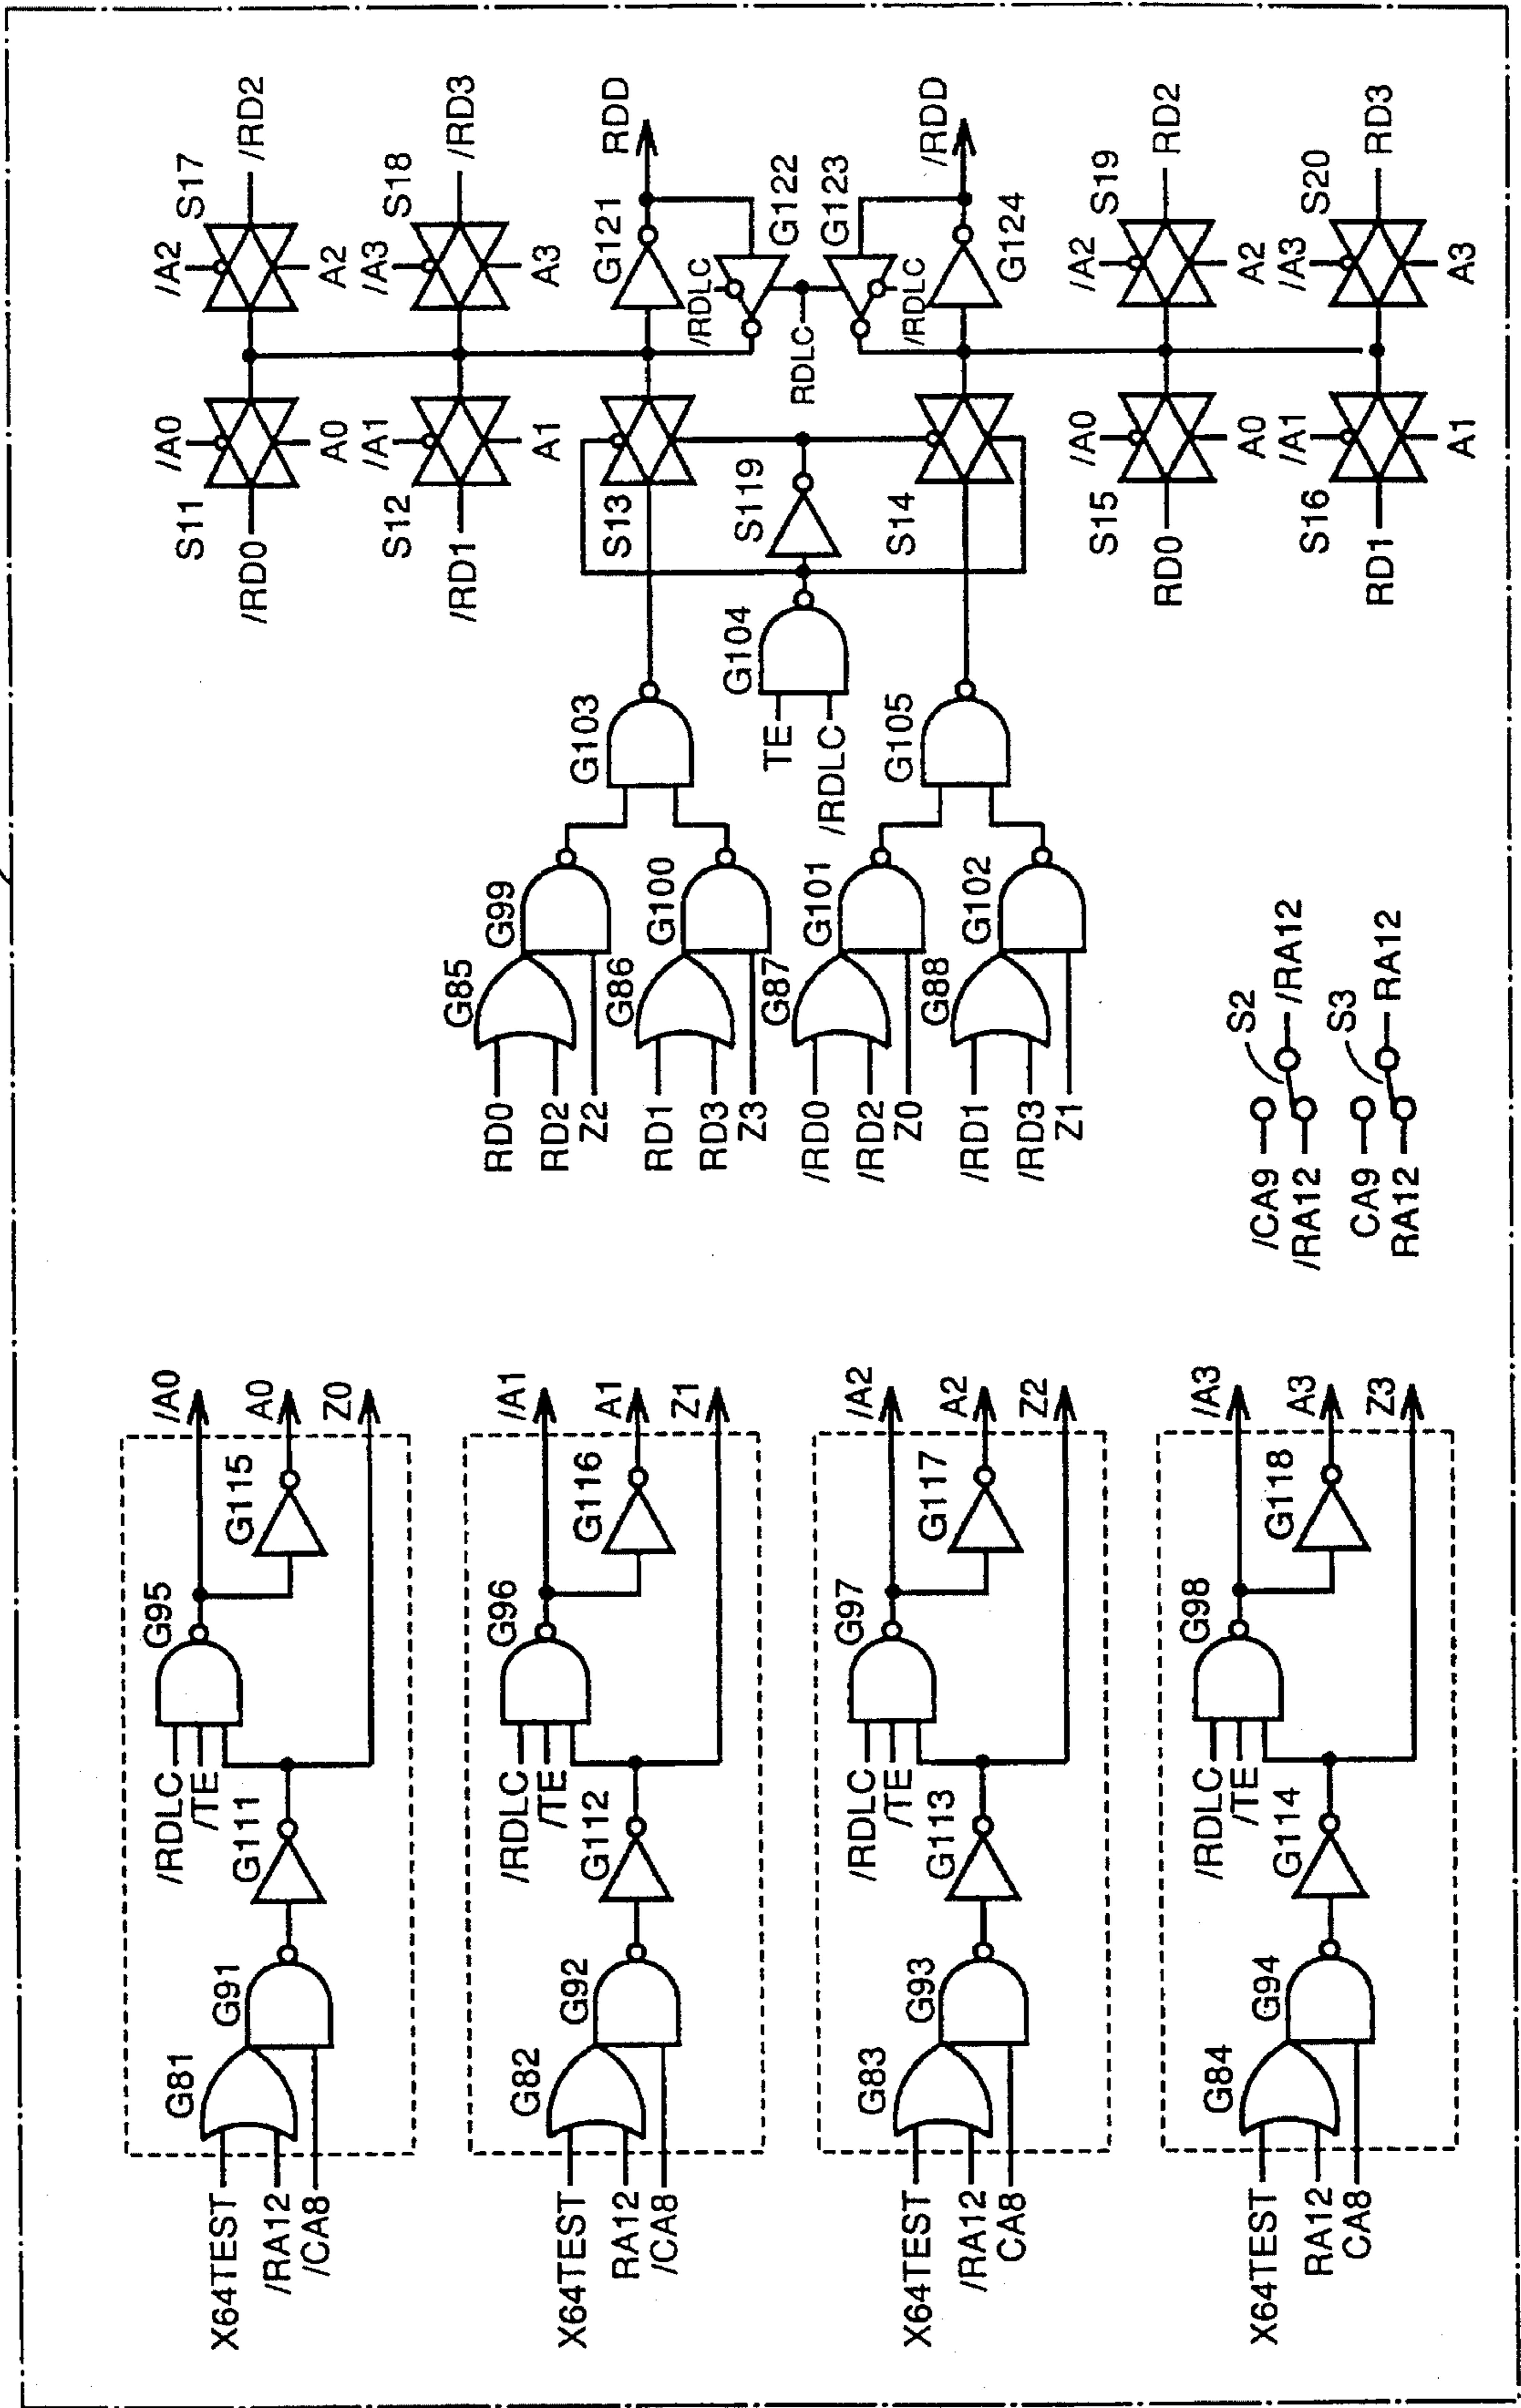 X64TEST
/RA12
/CA8
G81
G91
G111
/RDLC
/TE
G95
G115
/A0
A0
Z0
X64TEST
RA12
/CA8
G82
G92
G112
/RDLC
/TE
G96
G116
/A1
A1
Z1
X64TEST
/RA12
CA8
G83
G93
G113
/RDLC
/TE
G97
G117
/A2
A2
Z2
X64TEST
RA12
CA8
G84
G94
G114
/RDLC
/TE
G98
G118
/A3
A3
Z3
RD0
RD2
Z2
G85
G99
RD1
RD3
Z3
G86
G100
G103
/RD0
/RD2
Z0
G87
G101
/RD1
/RD3
Z1
G88
G102
G105
TE
/RDLC
G104
S119
S13
S14
/CA9
/RA12
S2
/RA12
CA9
RA12
S3
RA12
/RD0
S11
/A0
A0
/A2
A2
S17
/RD2
/RD1
S12
/A1
A1
/A3
A3
S18
/RD3
G121
RDD
/RDLC
G122
RDLC
G123
/RDLC
G124
/RDD
RD0
S15
/A0
A0
/A2
A2
S19
RD2
RD1
S16
/A1
A1
/A3
A3
S20
RD3